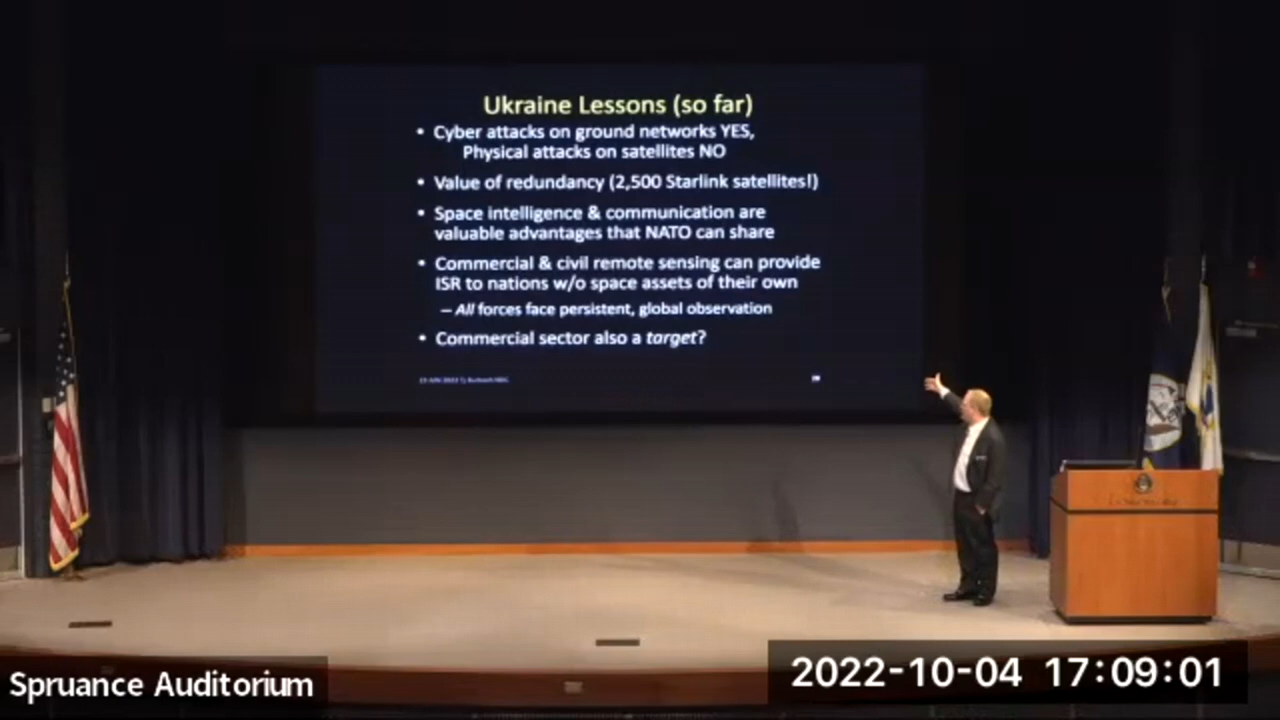 Ukraine Lessons (so far)
• Cyber attacks on ground networks YES,
Physical attacks on satellites NO
• Value of redundancy (2,500 Starlink satellites!)
• Space intelligence & communication are
valuable advantages that NATO can share
• Commercial & civil remote sensing can provide
ISR to nations w/o space assets of their own
– All forces face persistent, global observation
• Commercial sector also a target?
Spruance Auditorium
2022-10-04 17:09:01